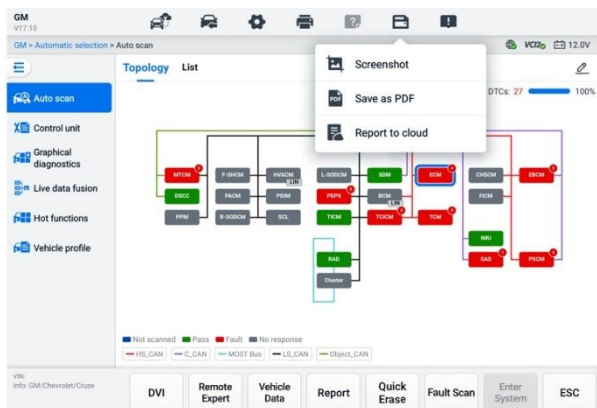 GM
V17.10
GM > Automatic selection > Auto scan
VCI
12.0V
Topology
List
Screenshot
Save as PDF
PDF
Report to cloud
DTCs: 27
100%
Auto scan
Control unit
Graphical
diagnostics
Live data fusion
Hot functions
Vehicle profile
MTCM
F-SHCM
HVACM
LIN
L-SODCM
SDM
ECM
CHSCM
EBCM
DSCC
PACM
PDIM
PEPS
BCM
LIN
FICM
PPM
R-SODCM
SCL
TICM
TCICM
TCM
IMU
RAD
SAS
PSCM
Cluster
Not scanned
Pass
Fault
No response
HS_CAN
C_CAN
MOST Bus
LS_CAN
Object_CAN
VIN:
Info: GM/Chevrolet/Cruze
DVI
Remote
Expert
Vehicle
Data
Report
Quick
Erase
Fault Scan
Enter
System
ESC